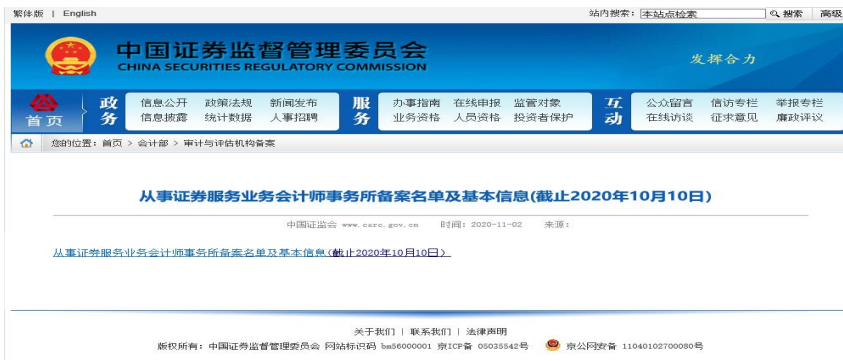 繁体版 | English 站内搜索: 本站点检索 搜索 高级
中国证券监督管理委员会
CHINA SECURITIES REGULATORY COMMISSION
发挥合力
首页 政务 信息公开 政策法规 新闻发布 服务 办事指南 在线申报 监管对象 互动 公众留言 信访专栏 举报专栏
信息披露 统计数据 人事招聘 业务资格 人员资格 投资者保护 在线访谈 征求意见 廉政评议
您的位置: 首页 > 会计部 > 审计与评估机构备案
从事证券服务业务会计师事务所备案名单及基本信息(截止2020年10月10日)
中国证监会 www.csrc.gov.cn 时间: 2020-11-02 来源:
从事证券服务业务会计师事务所备案名单及基本信息(截止2020年10月10日)
关于我们 | 联系我们 | 法律声明
版权所有: 中国证券监督管理委员会 网站标识码 bm56000001 京ICP备 05035542号 京公网安备 11040102700080号